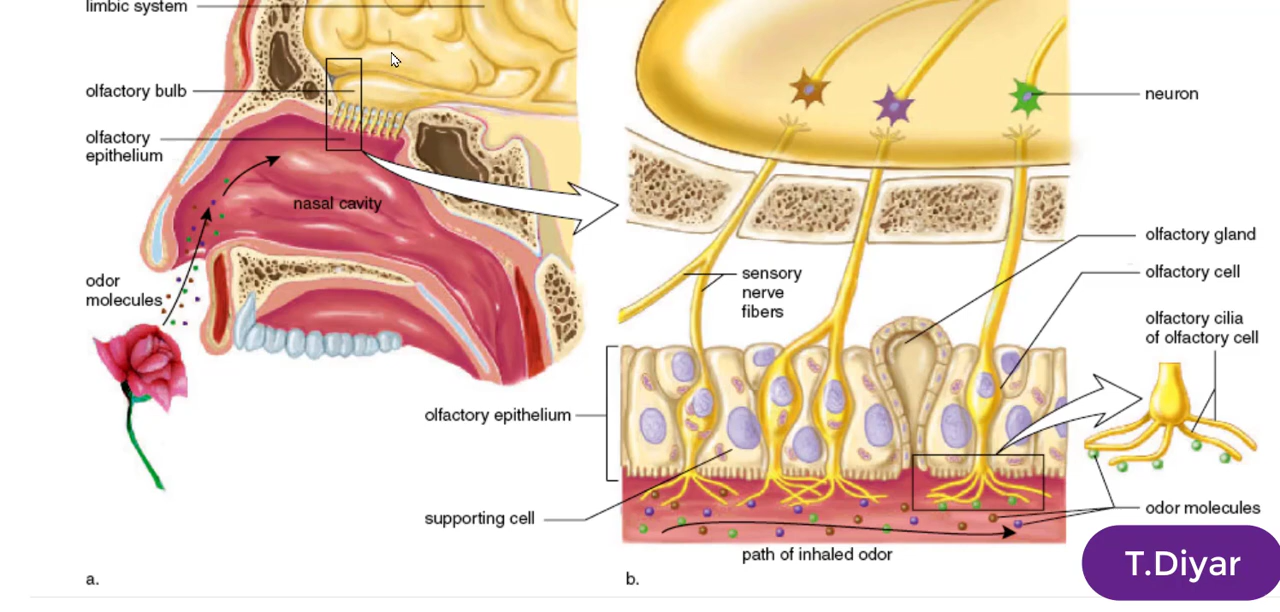 limbic system
olfactory bulb
olfactory
epithelium
nasal cavity
odor
molecules
a.
neuron
olfactory gland
olfactory cell
sensory
nerve
fibers
olfactory cilia
of olfactory cell
olfactory epithelium
supporting cell
odor molecules
path of inhaled odor
b.
T.Diyar